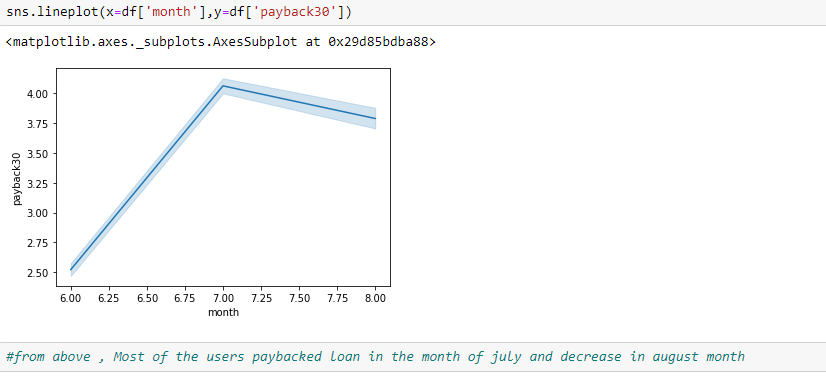 sns.lineplot(x=df['month'],y=df['payback30'])
<matplotlib.axes._subplots.AxesSubplot at 0x29d85bdba88>
4.00
3.75
3.50
3.25
3.00
2.75
2.50
payback30
6.00 6.25 6.50 6.75 7.00 7.25 7.50 7.75 8.00
month
#from above , Most of the users paybacked loan in the month of july and decrease in august month